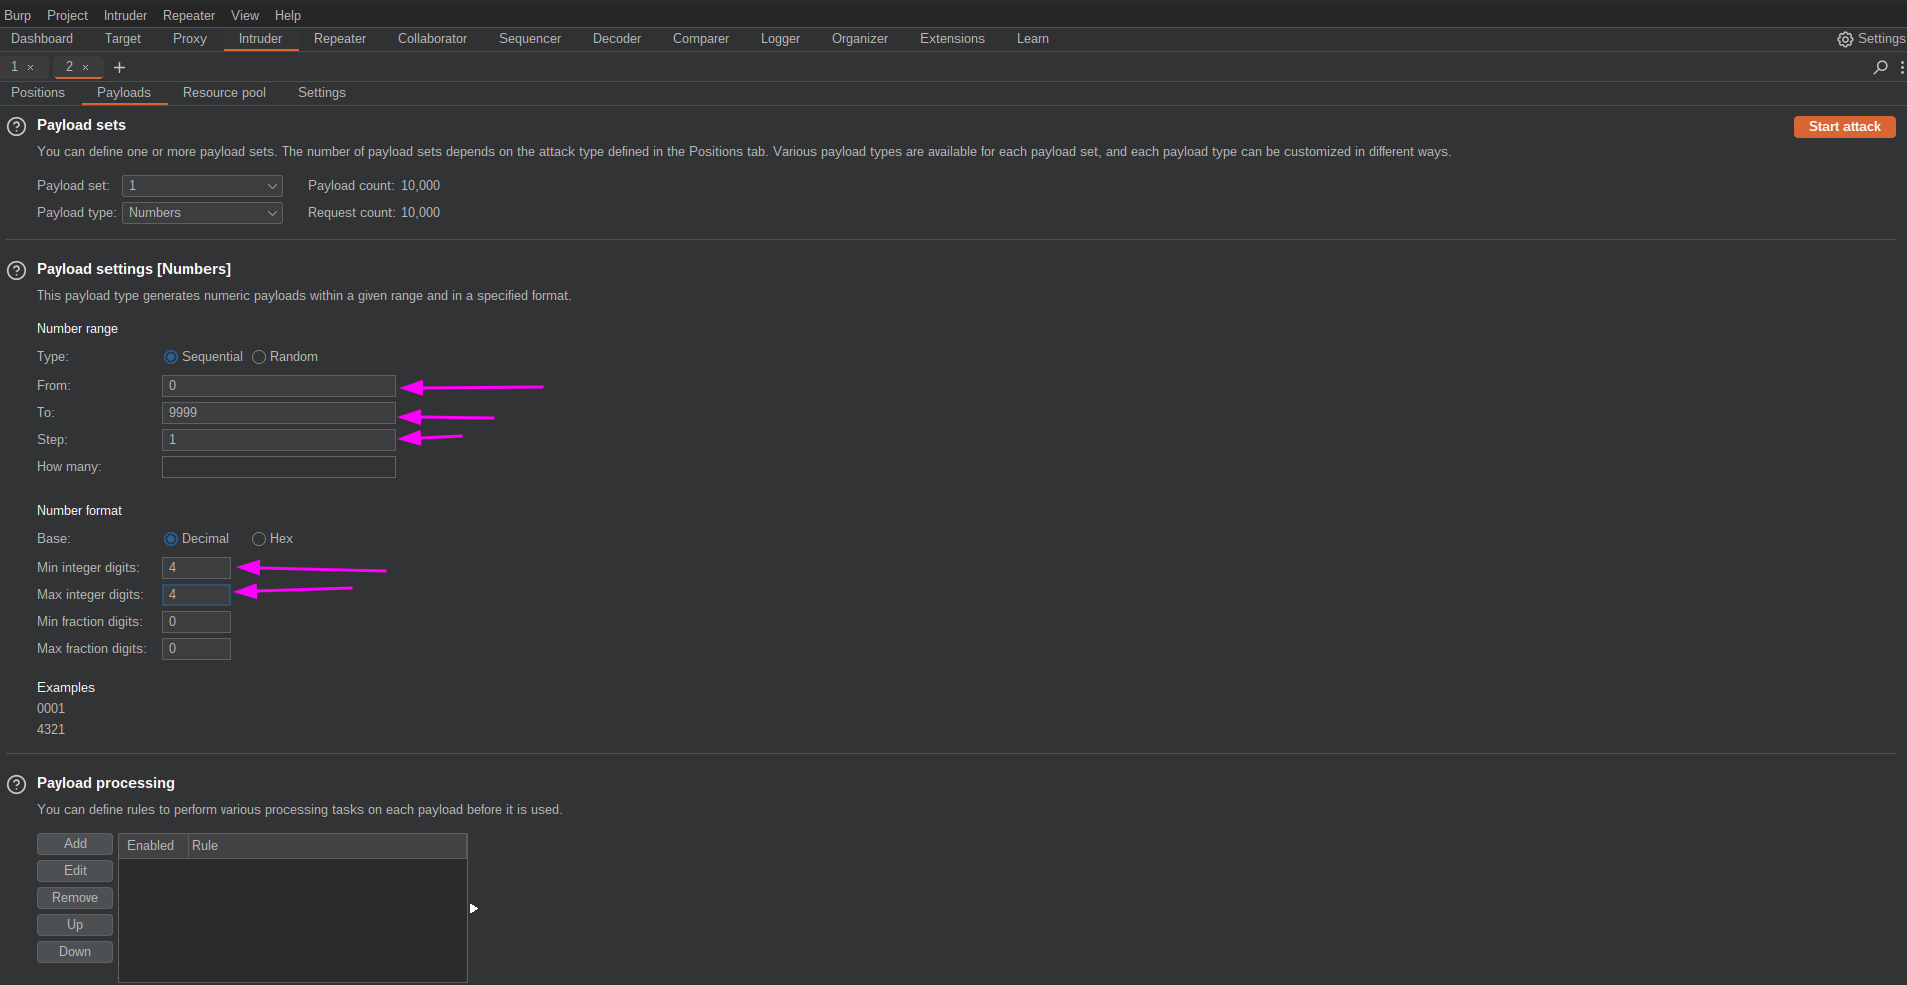 Burp Project Intruder Repeater View Help
Dashboard Target Proxy Intruder Repeater Collaborator Sequencer Decoder Comparer Logger Organizer Extensions Learn Settings
1 × 2 × +
Positions Payloads Resource pool Settings
? Payload sets Start attack
You can define one or more payload sets. The number of payload sets depends on the attack type defined in the Positions tab. Various payload types are available for each payload set, and each payload type can be customized in different ways.
Payload set: 1 Payload count: 10,000
Payload type: Numbers Request count: 10,000
? Payload settings [Numbers]
This payload type generates numeric payloads within a given range and in a specified format.
Number range
Type: Sequential Random
From: 0
To: 9999
Step: 1
How many:
Number format
Base: Decimal Hex
Min integer digits: 4
Max integer digits: 4
Min fraction digits: 0
Max fraction digits: 0
Examples
0001
4321
? Payload processing
You can define rules to perform various processing tasks on each payload before it is used.
Add Enabled Rule
Edit
Remove
Up
Down